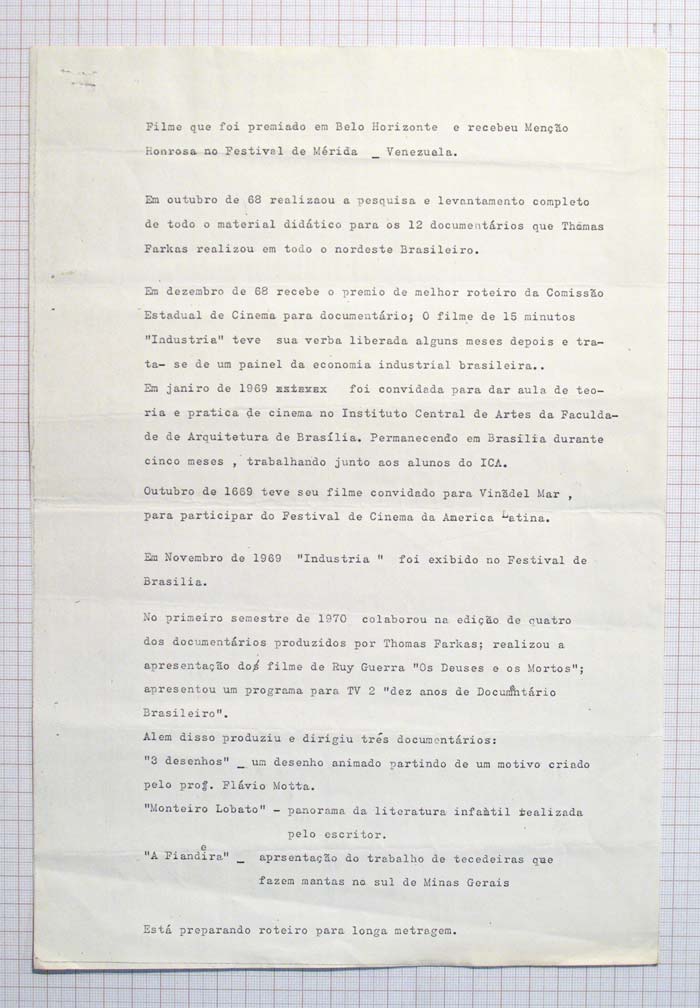 Filme que foi premiado em Belo Horizonte e recebeu Menção
Honrosa no Festival de Mérida _ Venezuela.
Em outubro de 68 realizaou a pesquisa e levantamento completo
de todo o material didático para os 12 documentários que Thomas
Farkas realizou em todo o nordeste Brasileiro.
Em dezembro de 68 recebe o premio de melhor roteiro da Comissão
Estadual de Cinema para documentário; O filme de 15 minutos
"Industria" teve sua verba liberada alguns meses depois e tra-
ta- se de um painel da economia industrial brasileira..
Em janiro de 1969 foi convidada para dar aula de teo-
ria e pratica de cinema no Instituto Central de Artes da Faculda-
de de Arquitetura de Brasília. Permanecendo em Brasilia durante
cinco meses , trabalhando junto aos alunos do ICA.
Outubro de 1669 teve seu filme convidado para Vinãdel Mar ,
para participar do Festival de Cinema da America Latina.
Em Novembro de 1969 "Industria " foi exibido no Festival de
Brasilia.
No primeiro semestre de 1970 colaborou na edição de quatro
dos documentários produzidos por Thomas Farkas; realizou a
apresentação do filme de Ruy Guerra "Os Deuses e os Mortos";
apresentou um programa para TV 2 "dez anos de Documentário
Brasileiro".
Alem disso produziu e dirigiu três documentários:
"3 desenhos" _ um desenho animado partindo de um motivo criado
pelo prof. Flávio Motta.
"Monteiro Lobato" - panorama da literatura infantil realizada
pelo escritor.
"A Fiandeira" _ aprsentação do trabalho de tecedeiras que
fazem mantas no sul de Minas Gerais
Está preparando roteiro para longa metragem.